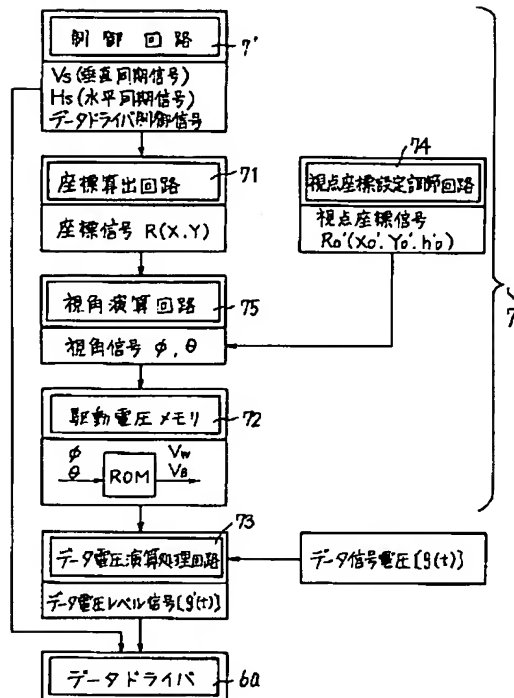 制御回路
7'
Vs(垂直同期信号)
Hs(水平同期信号)
データドライバ制御信号
座標算出回路
71
座標信号 R(X.Y)
74
視点座標設定調節回路
視点座標信号
Ro'(Xo'.Yo'.h'o)
視角演算回路
75
視角信号 φ, θ
7
駆動電圧メモリ
72
φ
θ
ROM
Vw
VB
73
データ電圧演算処理回路
データ信号電圧[g(t)]
データ電圧レベル信号[g'(t)]
データドライバ
6a